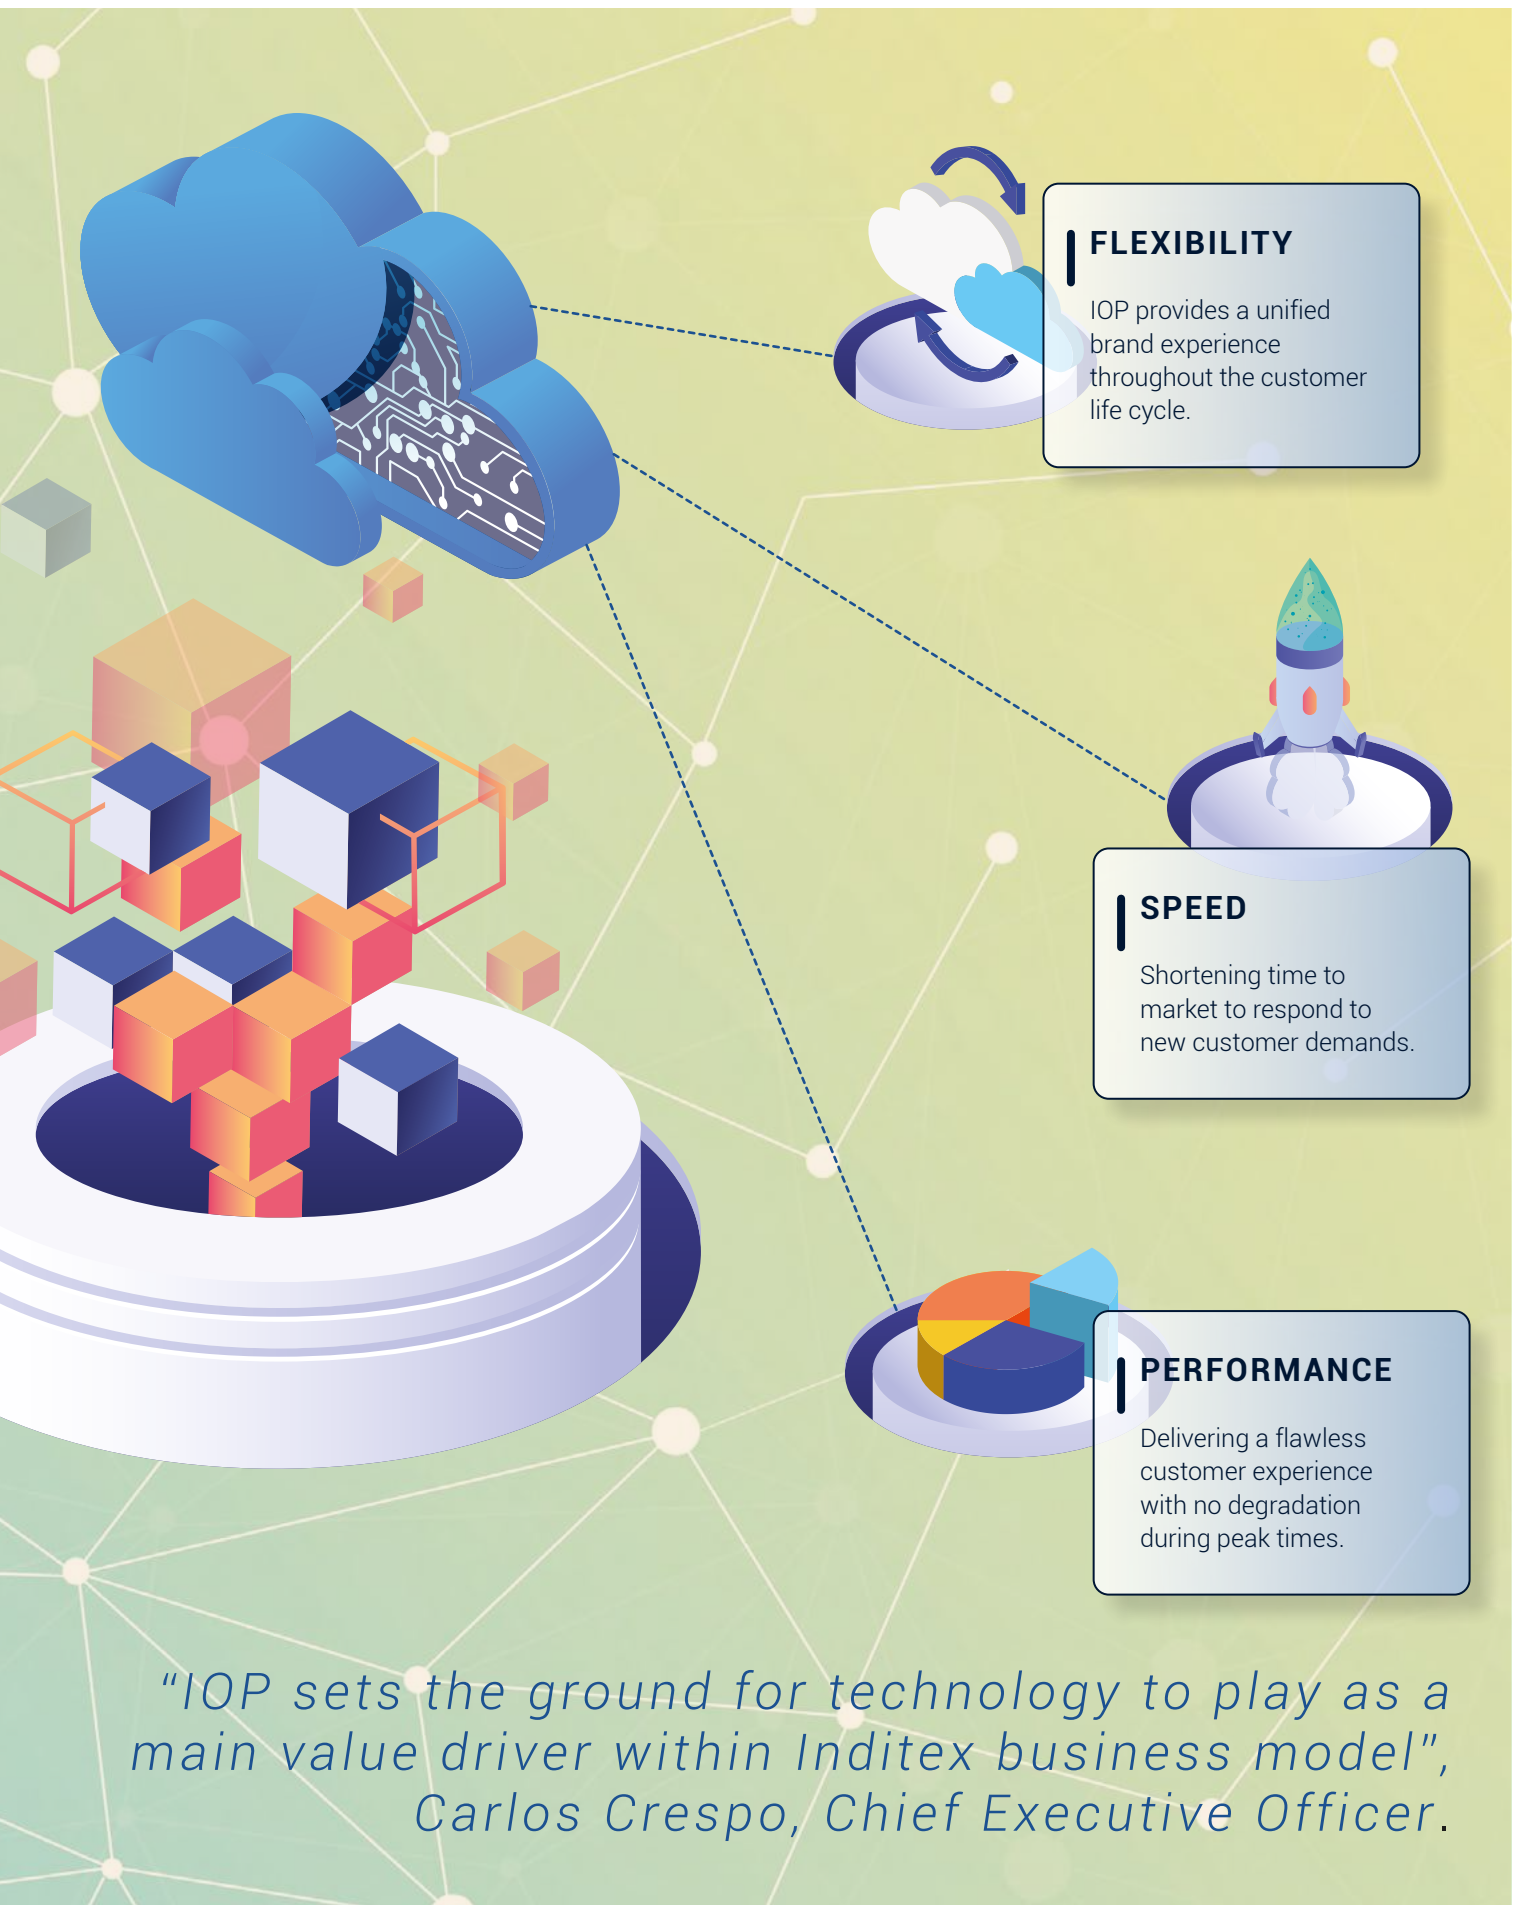 FLEXIBILITY
IOP provides a unified
brand experience
throughout the customer
life cycle.
SPEED
Shortening time to
market to respond to
new customer demands.
PERFORMANCE
Delivering a flawless
customer experience
with no degradation
during peak times.
"IOP sets the ground for technology to play as a
main value driver within Inditex business model",
Carlos Crespo, Chief Executive Officer.